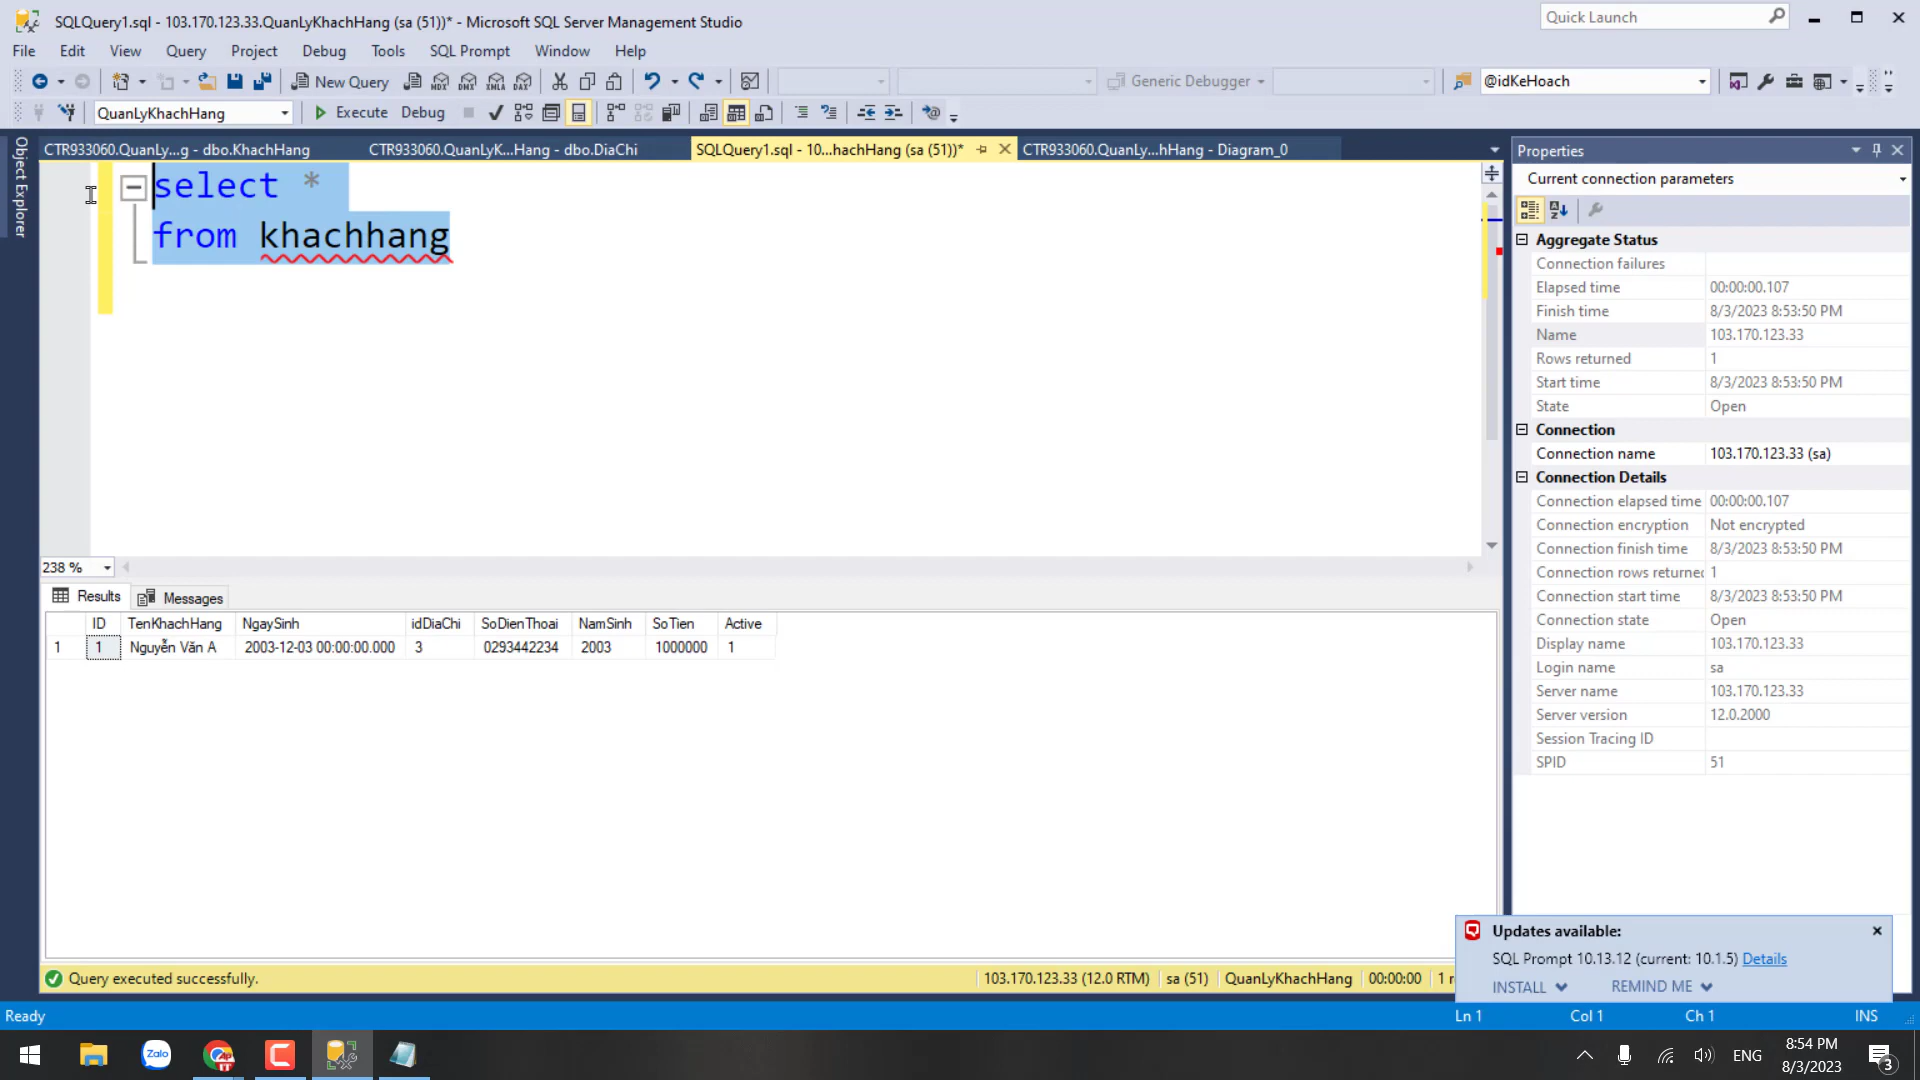 SQLQuery1.sql - 103.170.123.33.QuanLyKhachHang (sa (51))* - Microsoft SQL Server Management Studio
Quick Launch
File Edit View Query Project Debug Tools SQL Prompt Window Help
New Query MDX DMX XMLA DAX Generic Debugger @idKeHoach
QuanLyKhachHang Execute Debug
Object Explorer
CTR933060.QuanLy...g - dbo.KhachHang CTR933060.QuanLyK...Hang - dbo.DiaChi SQLQuery1.sql - 10...hachHang (sa (51))* CTR933060.QuanLy...hHang - Diagram_0
select *
from khachhang
238 %
Results Messages
ID TenKhachHang NgaySinh idDiaChi SoDienThoai NamSinh SoTien Active
1 1 Nguyễn Văn A 2003-12-03 00:00:00.000 3 0293442234 2003 1000000 1
Query executed successfully. 103.170.123.33 (12.0 RTM) sa (51) QuanLyKhachHang 00:00:00 1
Properties
Current connection parameters
Aggregate Status
Connection failures
Elapsed time 00:00:00.107
Finish time 8/3/2023 8:53:50 PM
Name 103.170.123.33
Rows returned 1
Start time 8/3/2023 8:53:50 PM
State Open
Connection
Connection name 103.170.123.33 (sa)
Connection Details
Connection elapsed time 00:00:00.107
Connection encryption Not encrypted
Connection finish time 8/3/2023 8:53:50 PM
Connection rows returned 1
Connection start time 8/3/2023 8:53:50 PM
Connection state Open
Display name 103.170.123.33
Login name sa
Server name 103.170.123.33
Server version 12.0.2000
Session Tracing ID
SPID 51
Updates available:
SQL Prompt 10.13.12 (current: 10.1.5) Details
INSTALL REMIND ME
Ready Ln 1 Col 1 Ch 1 INS
Zalo ENG 8:54 PM
8/3/2023 3